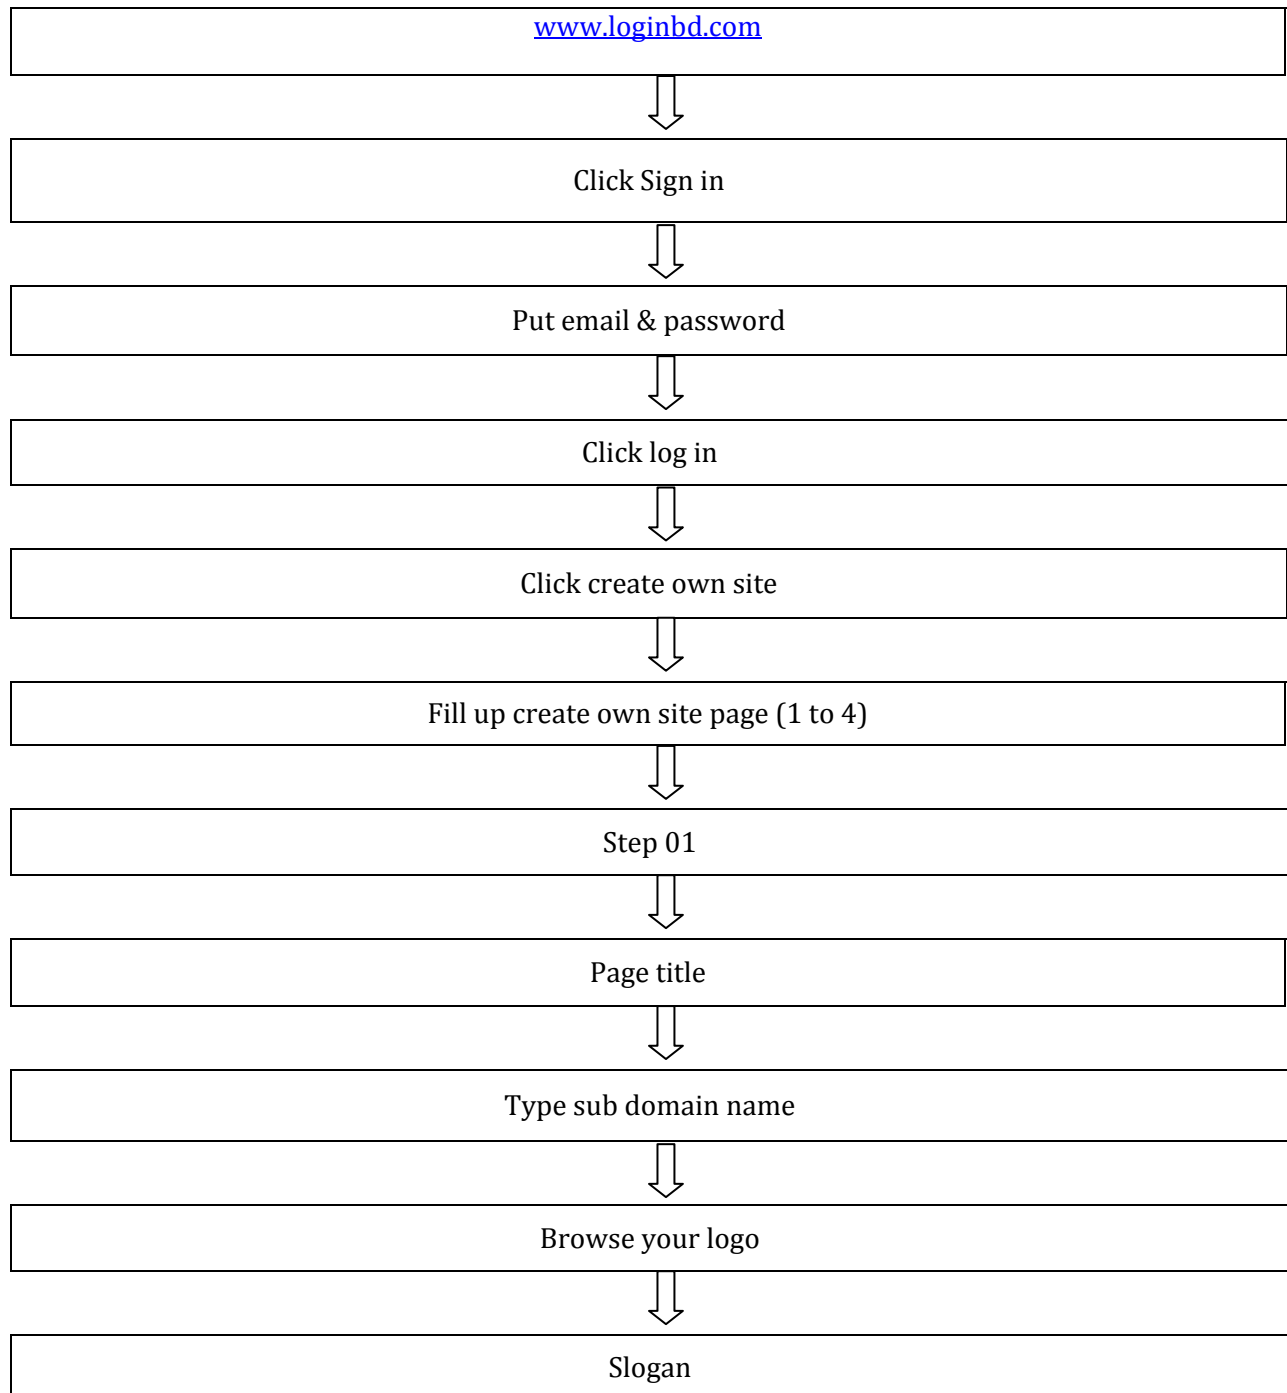 www.loginbd.com
Click Sign in
Put email & password
Click log in
Click create own site
Fill up create own site page (1 to 4)
Step 01
Page title
Type sub domain name
Browse your logo
Slogan